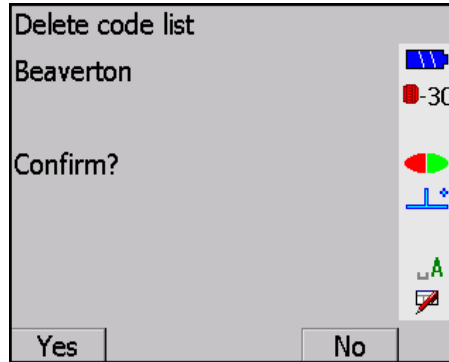 Delete code list
Beaverton
-30
Confirm?
A
Yes No